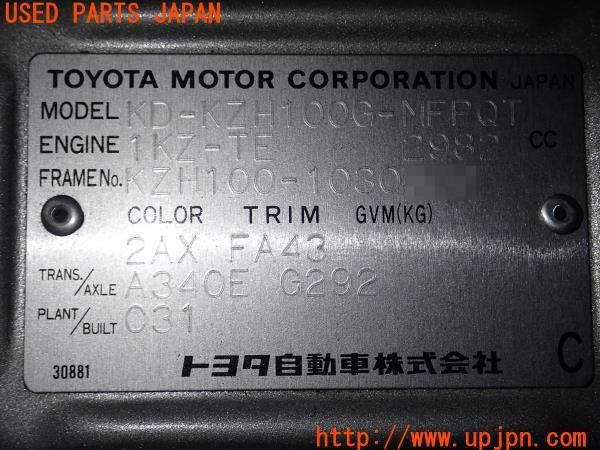 USED PARTS JAPAN
TOYOTA MOTOR CORPORATION JAPAN
MODEL KD-KZH100G-MFPQT
ENGINE 1KZ-TE 2982 CC
FRAME No. KZH100-1030
COLOR TRIM GVM(KG)
2AX FA43
TRANS./AXLE A340E G292
PLANT/BUILT C31
30881 トヨタ自動車株式会社 C
http://www.upjpn.com